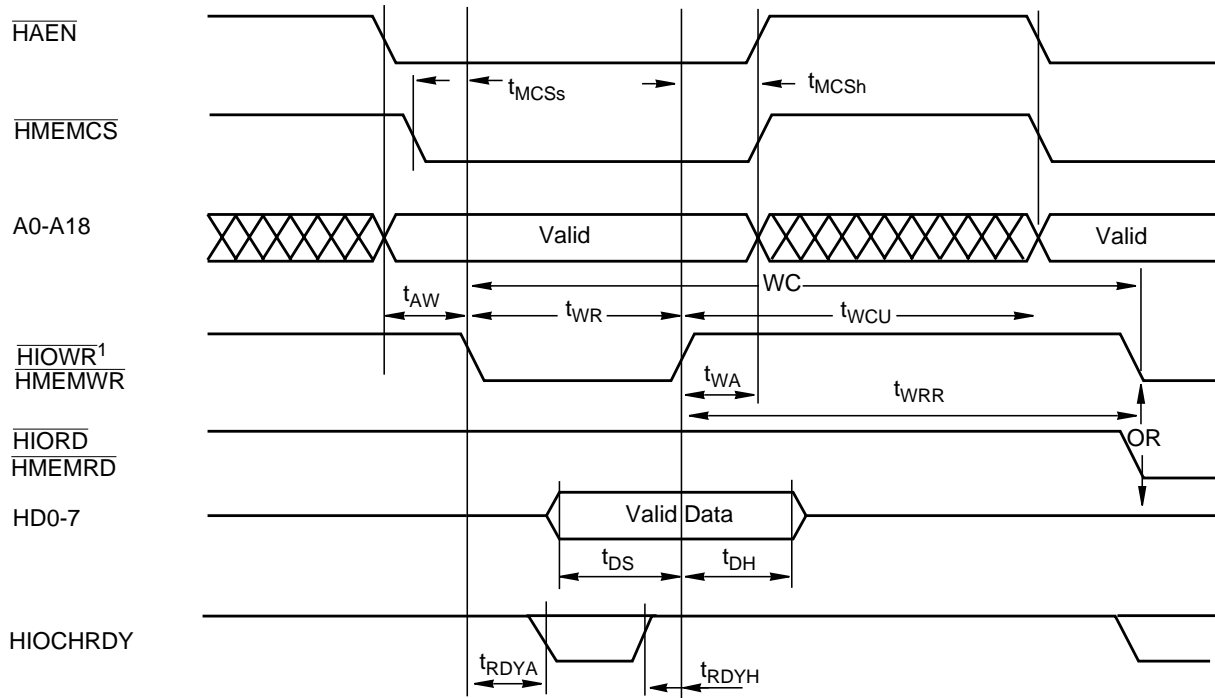 HAEN
tMCSs
tMCSh
HMEMCS
A0-A18
Valid
Valid
WC
tAW
tWR
tWCU
HIOWR1
HMEMWR
tWA
tWRR
HIORD
HMEMRD
OR
HD0-7
Valid Data
tDS
tDH
HIOCHRDY
tRDYA
tRDYH